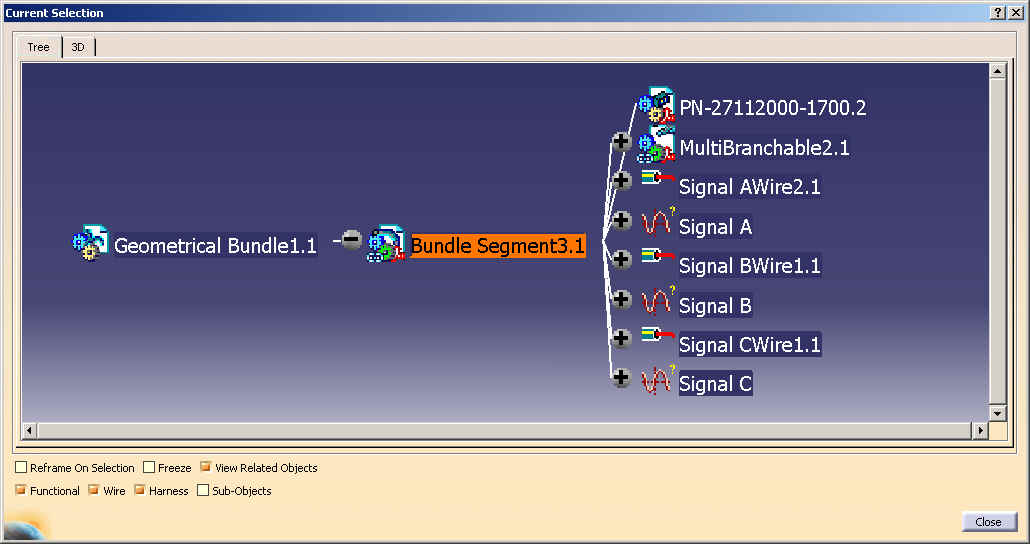 Current Selection
Tree
3D
PN-27112000-1700.2
MultiBranchable2.1
Signal AWire2.1
Signal A
Geometrical Bundle1.1
Bundle Segment3.1
Signal BWire1.1
Signal B
Signal CWire1.1
Signal C
Reframe On Selection Freeze View Related Objects
Functional Wire Harness Sub-Objects
Close